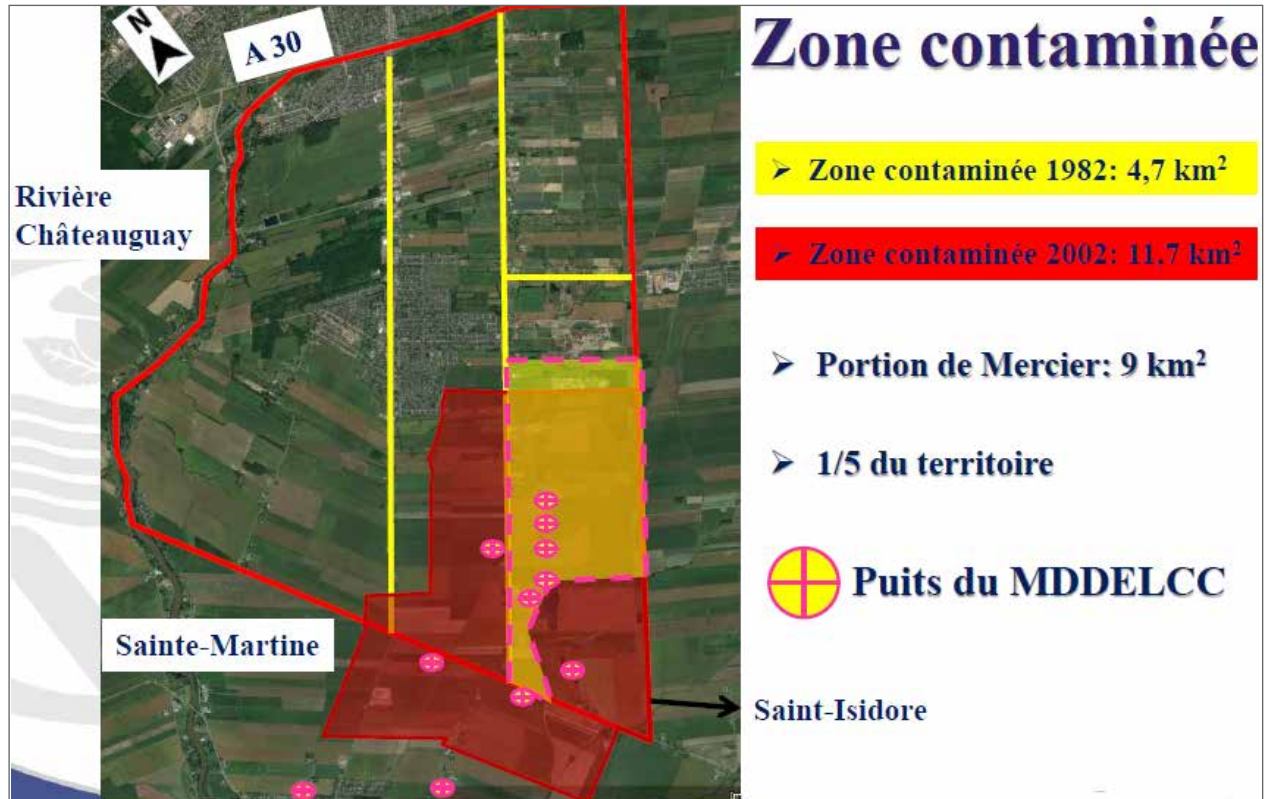 N
A 30
Rivière
Châteauguay
Sainte-Martine
Zone contaminée
➢ Zone contaminée 1982: 4,7 km²
➢ Zone contaminée 2002: 11.7 km²
➢ Portion de Mercier: 9 km²
➢ 1/5 du territoire
Puits du MDDELCC
Saint-Isidore